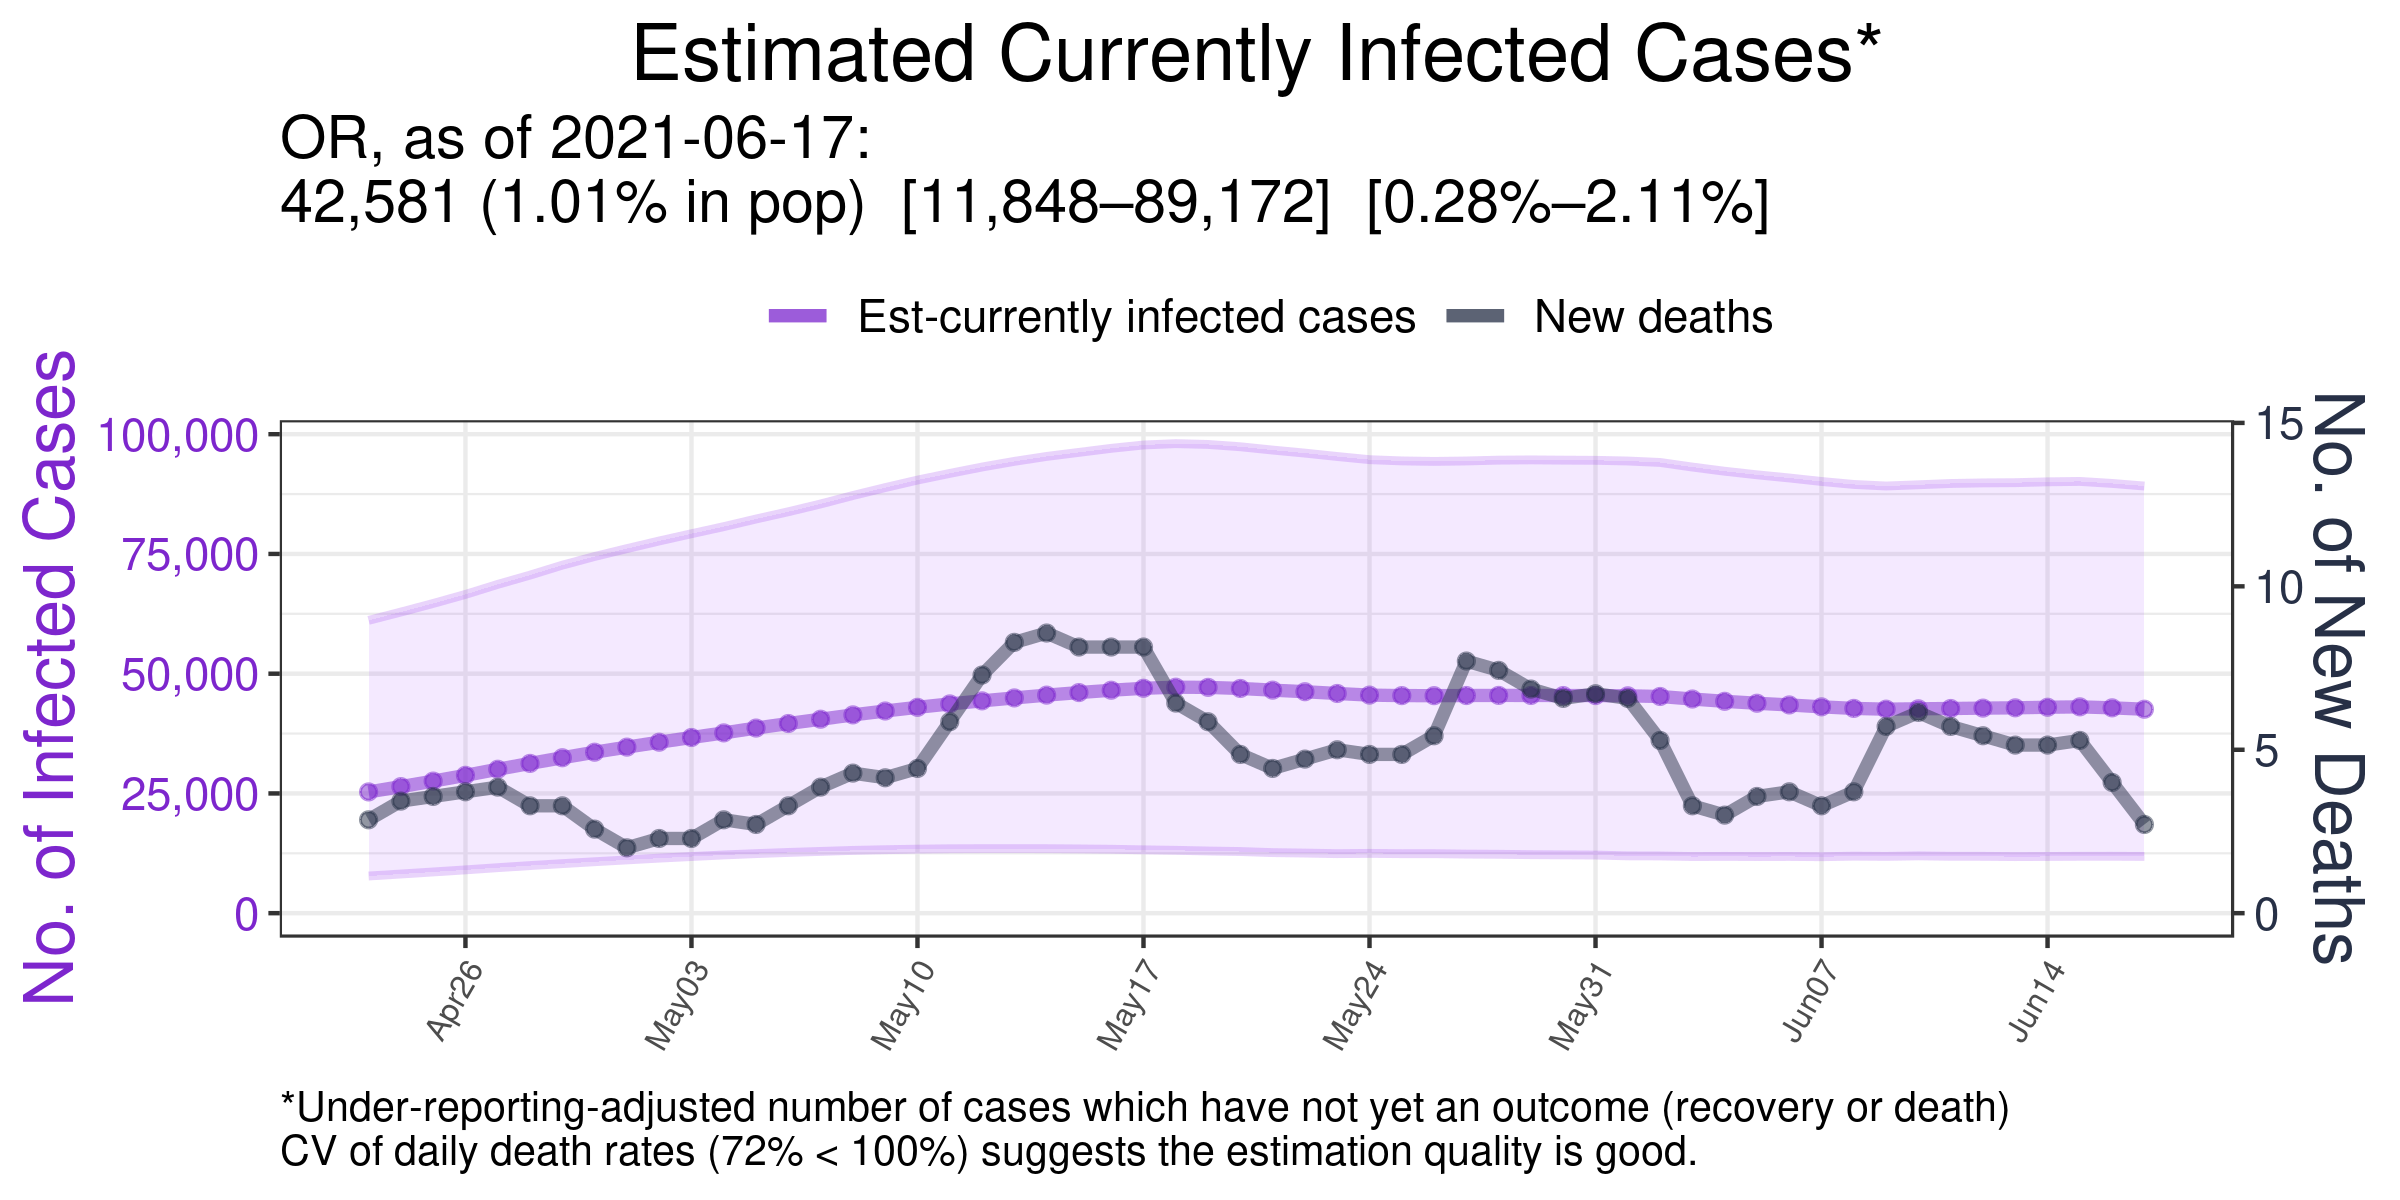 Estimated Currently Infected Cases*
OR, as of 2021-06-17:
42,581 (1.01% in pop)  [11,848–89,172]  [0.28%–2.11%]
Est-currently infected cases
New deaths
No. of Infected Cases
100,000
75,000
50,000
25,000
0
15
10
5
0
No. of New Deaths
Apr26
May03
May10
May17
May24
May31
Jun07
Jun14
*Under-reporting-adjusted number of cases which have not yet an outcome (recovery or death)
CV of daily death rates (72% < 100%) suggests the estimation quality is good.